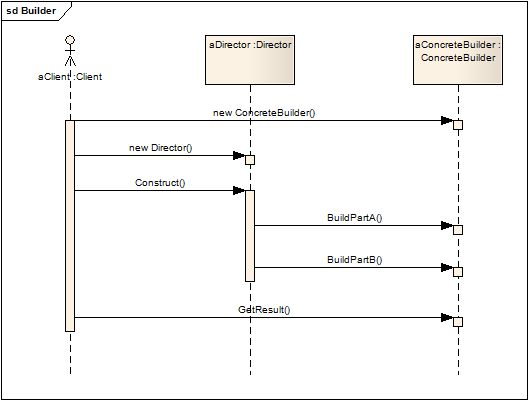 sd Builder
aClient :Client
aDirector :Director
aConcreteBuilder :
ConcreteBuilder
new ConcreteBuilder()
new Director()
Construct()
BuildPartA()
BuildPartB()
GetResult()